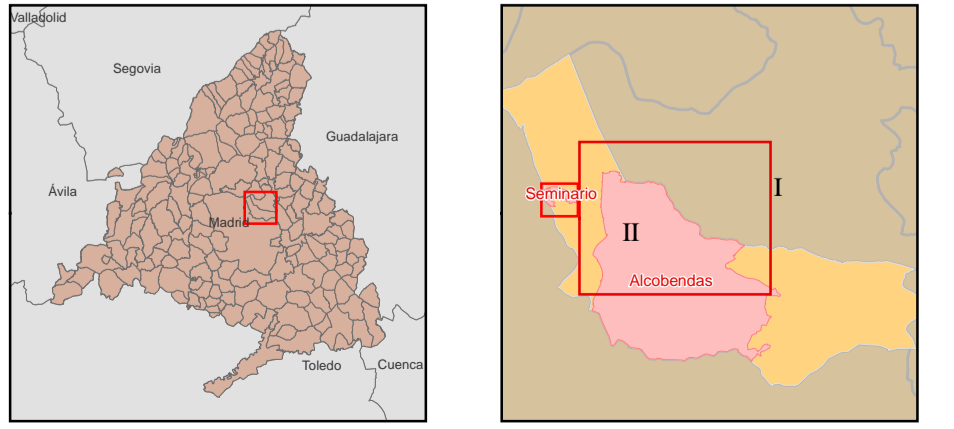 Valladolid
Segovia
Guadalajara
Ávila
Madrid
Toledo
Cuenca
Seminario
I
II
Alcobendas